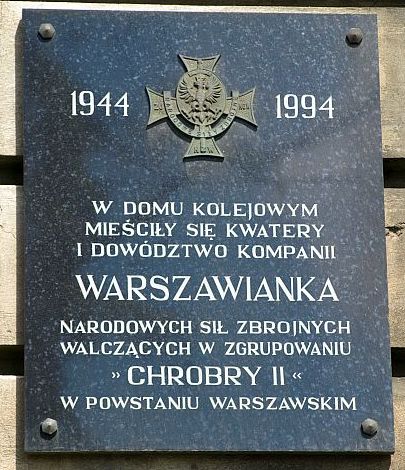 1944 1994
W DOMU KOLEJOWYM
MIEŚCIŁY SIĘ KWATERY
I DOWÓDZTWO KOMPANII
WARSZAWIANKA
NARODOWYCH SIŁ ZBROJNYCH
WALCZĄCYCH W ZGRUPOWANIU
»CHROBRY II«
W POWSTANIU WARSZAWSKIM